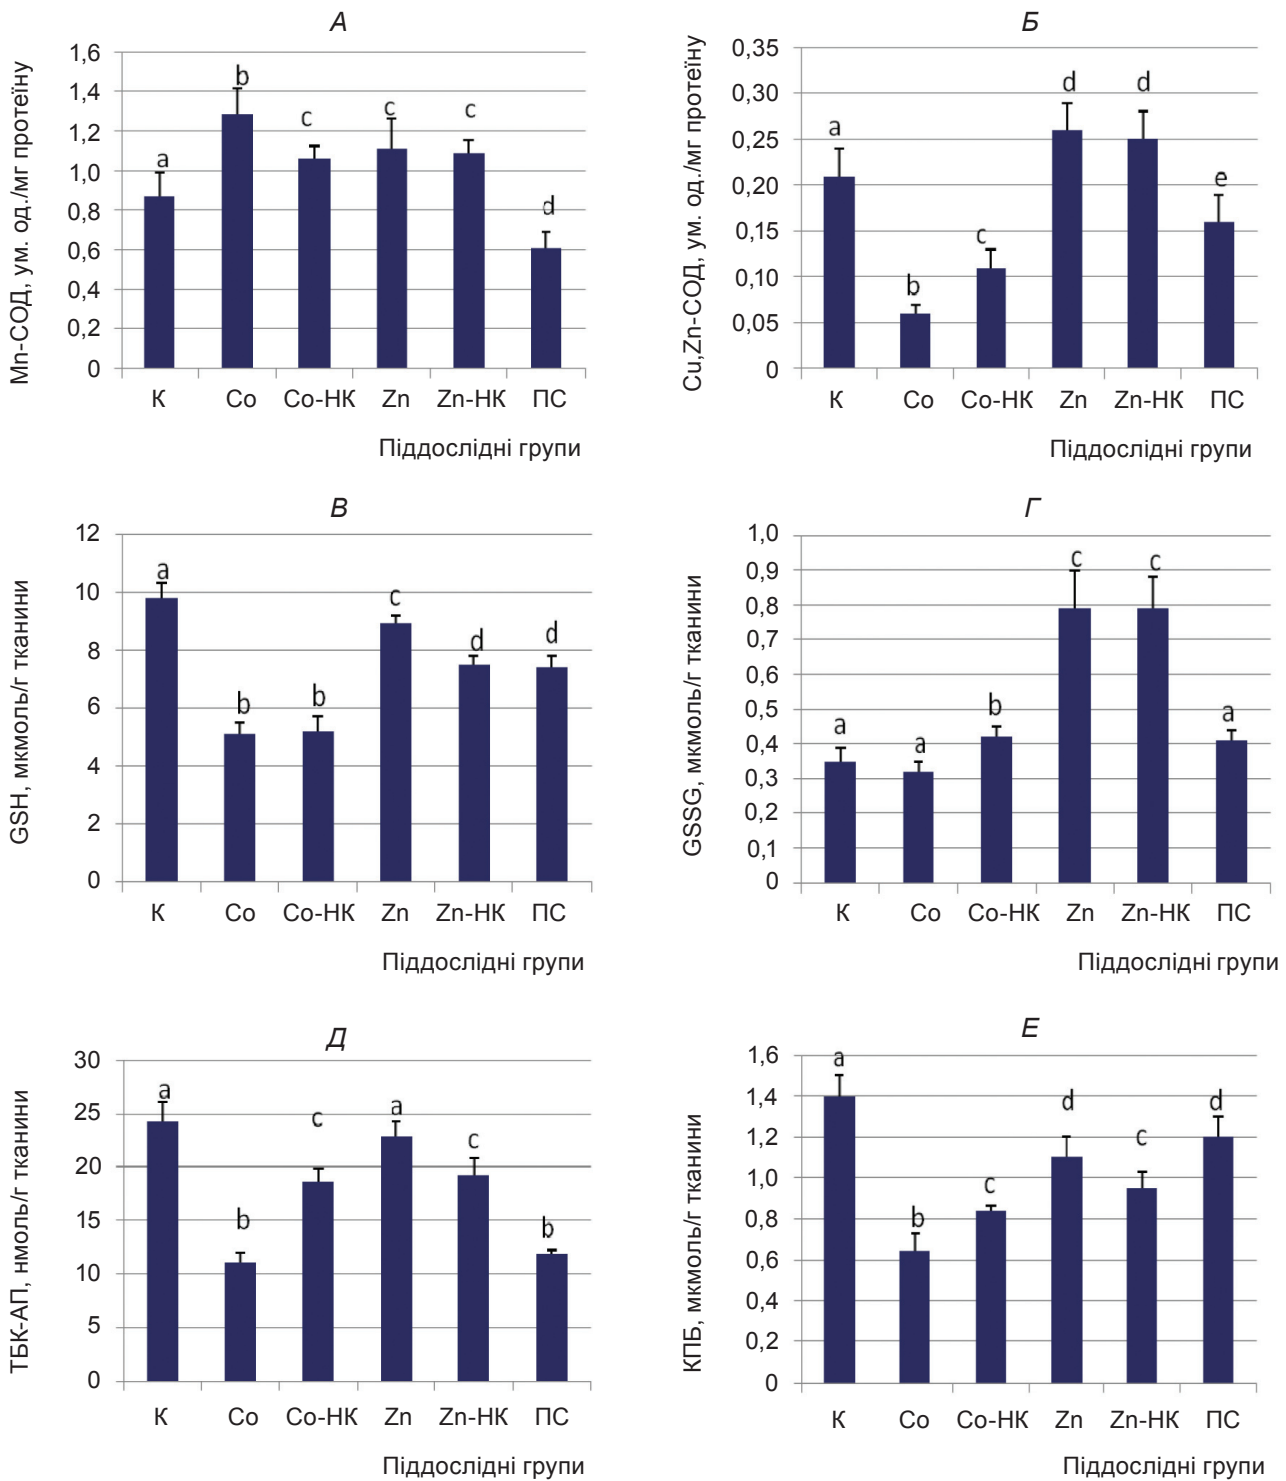 А
Mn-СОД, ум. од./мг протеїну
1,6
1,4
1,2
1,0
0,8
0,6
0,4
0,2
0
a
b
c
c
c
d
К Co Co-НК Zn Zn-НК ПС
Піддослідні групи
Б
Cu,Zn-СОД, ум. од./мг протеїну
0,35
0,30
0,25
0,20
0,15
0,10
0,05
0
a
b
c
d
d
e
К Co Co-НК Zn Zn-НК ПС
Піддослідні групи
В
GSH, мкмоль/г тканини
12
10
8
6
4
2
0
a
b
b
c
d
d
К Co Co-НК Zn Zn-НК ПС
Піддослідні групи
Г
GSSG, мкмоль/г тканини
1,0
0,9
0,8
0,7
0,6
0,5
0,4
0,3
0,2
0,1
0
a
a
b
c
c
a
К Co Co-НК Zn Zn-НК ПС
Піддослідні групи
Д
ТБК-АП, нмоль/г тканини
30
25
20
15
10
5
0
a
b
c
a
c
b
К Co Co-НК Zn Zn-НК ПС
Піддослідні групи
Е
КПБ, мкмоль/г тканини
1,6
1,4
1,2
1,0
0,8
0,6
0,4
0,2
0
a
b
c
d
c
d
К Co Co-НК Zn Zn-НК ПС
Піддослідні групи